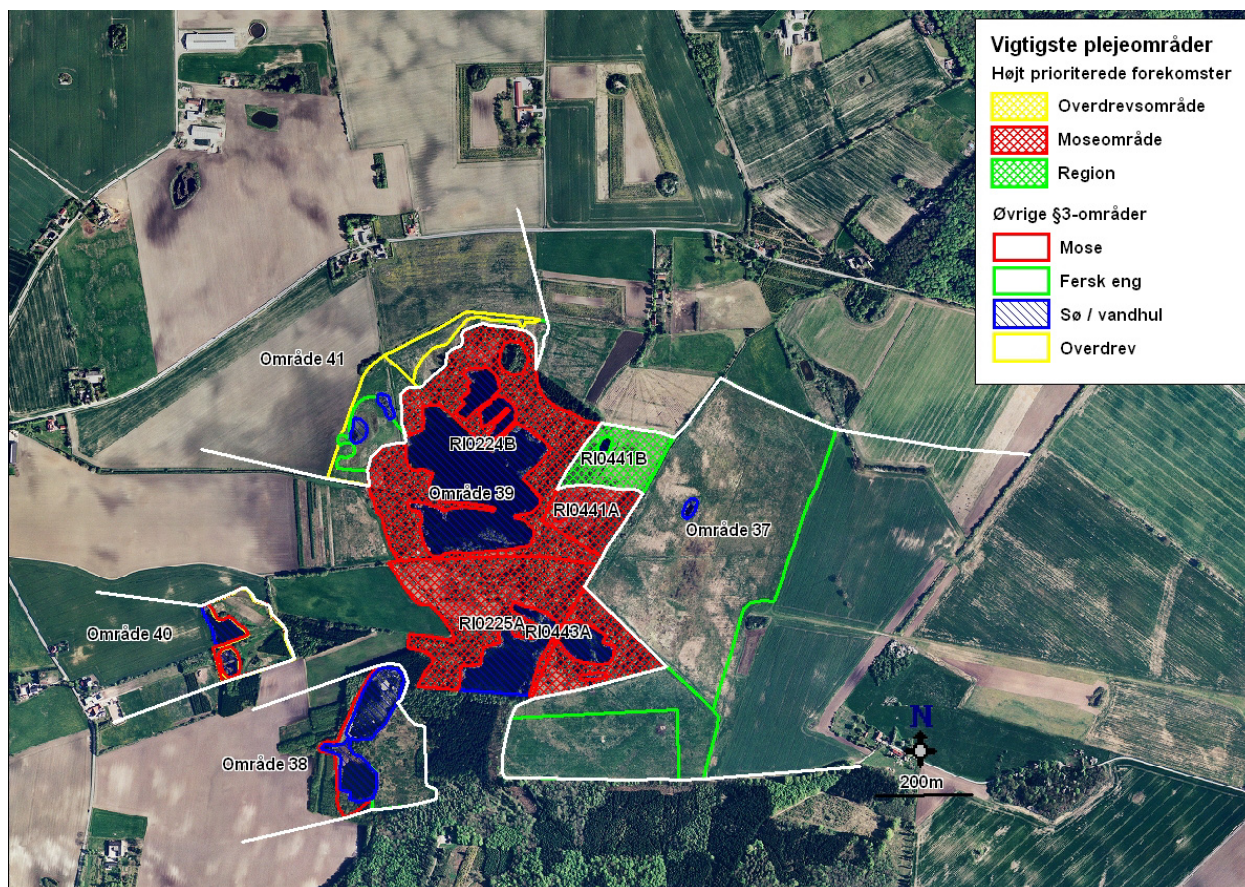 Vigtigste plejeområder
Højt prioriterede forekomster
Overdrevsområde
Moseområde
Region
Øvrige §3-områder
Mose
Fersk eng
Sø / vandhul
Overdrev
Område 41
RI0224B
RI0441B
Område 39
RI0441A
Område 37
RI0225A
RI0443A
Område 40
Område 38
N
200m